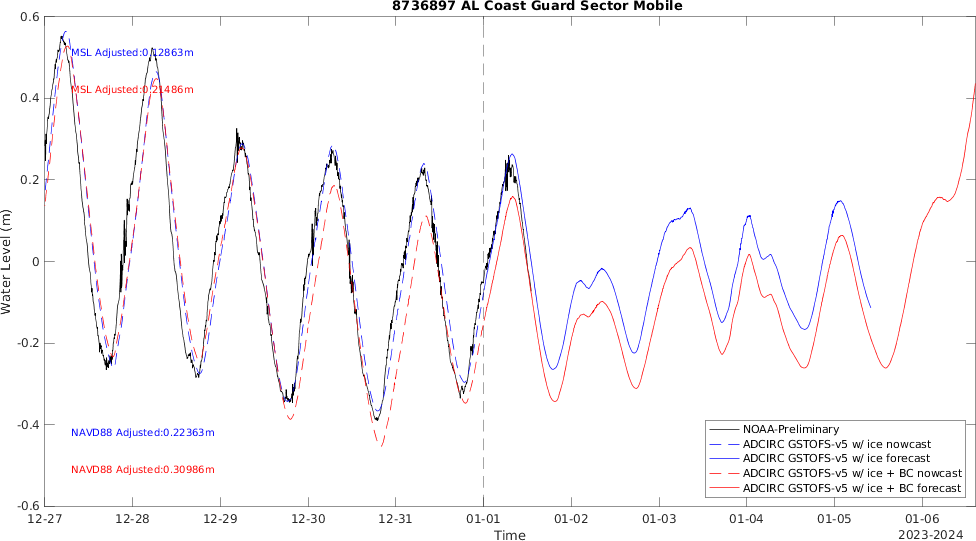 8736897 AL Coast Guard Sector Mobile
0.6
0.4
0.2
0
-0.2
-0.4
-0.6
Water Level (m)
MSL Adjusted:0.12863m
MSL Adjusted:0.21486m
NAVD88 Adjusted:0.22363m
NAVD88 Adjusted:0.30986m
NOAA-Preliminary
ADCIRC GSTOFS-v5 w/ ice nowcast
ADCIRC GSTOFS-v5 w/ ice forecast
ADCIRC GSTOFS-v5 w/ ice + BC nowcast
ADCIRC GSTOFS-v5 w/ ice + BC forecast
12-27 12-28 12-29 12-30 12-31 01-01 01-02 01-03 01-04 01-05 01-06
Time
2023-2024